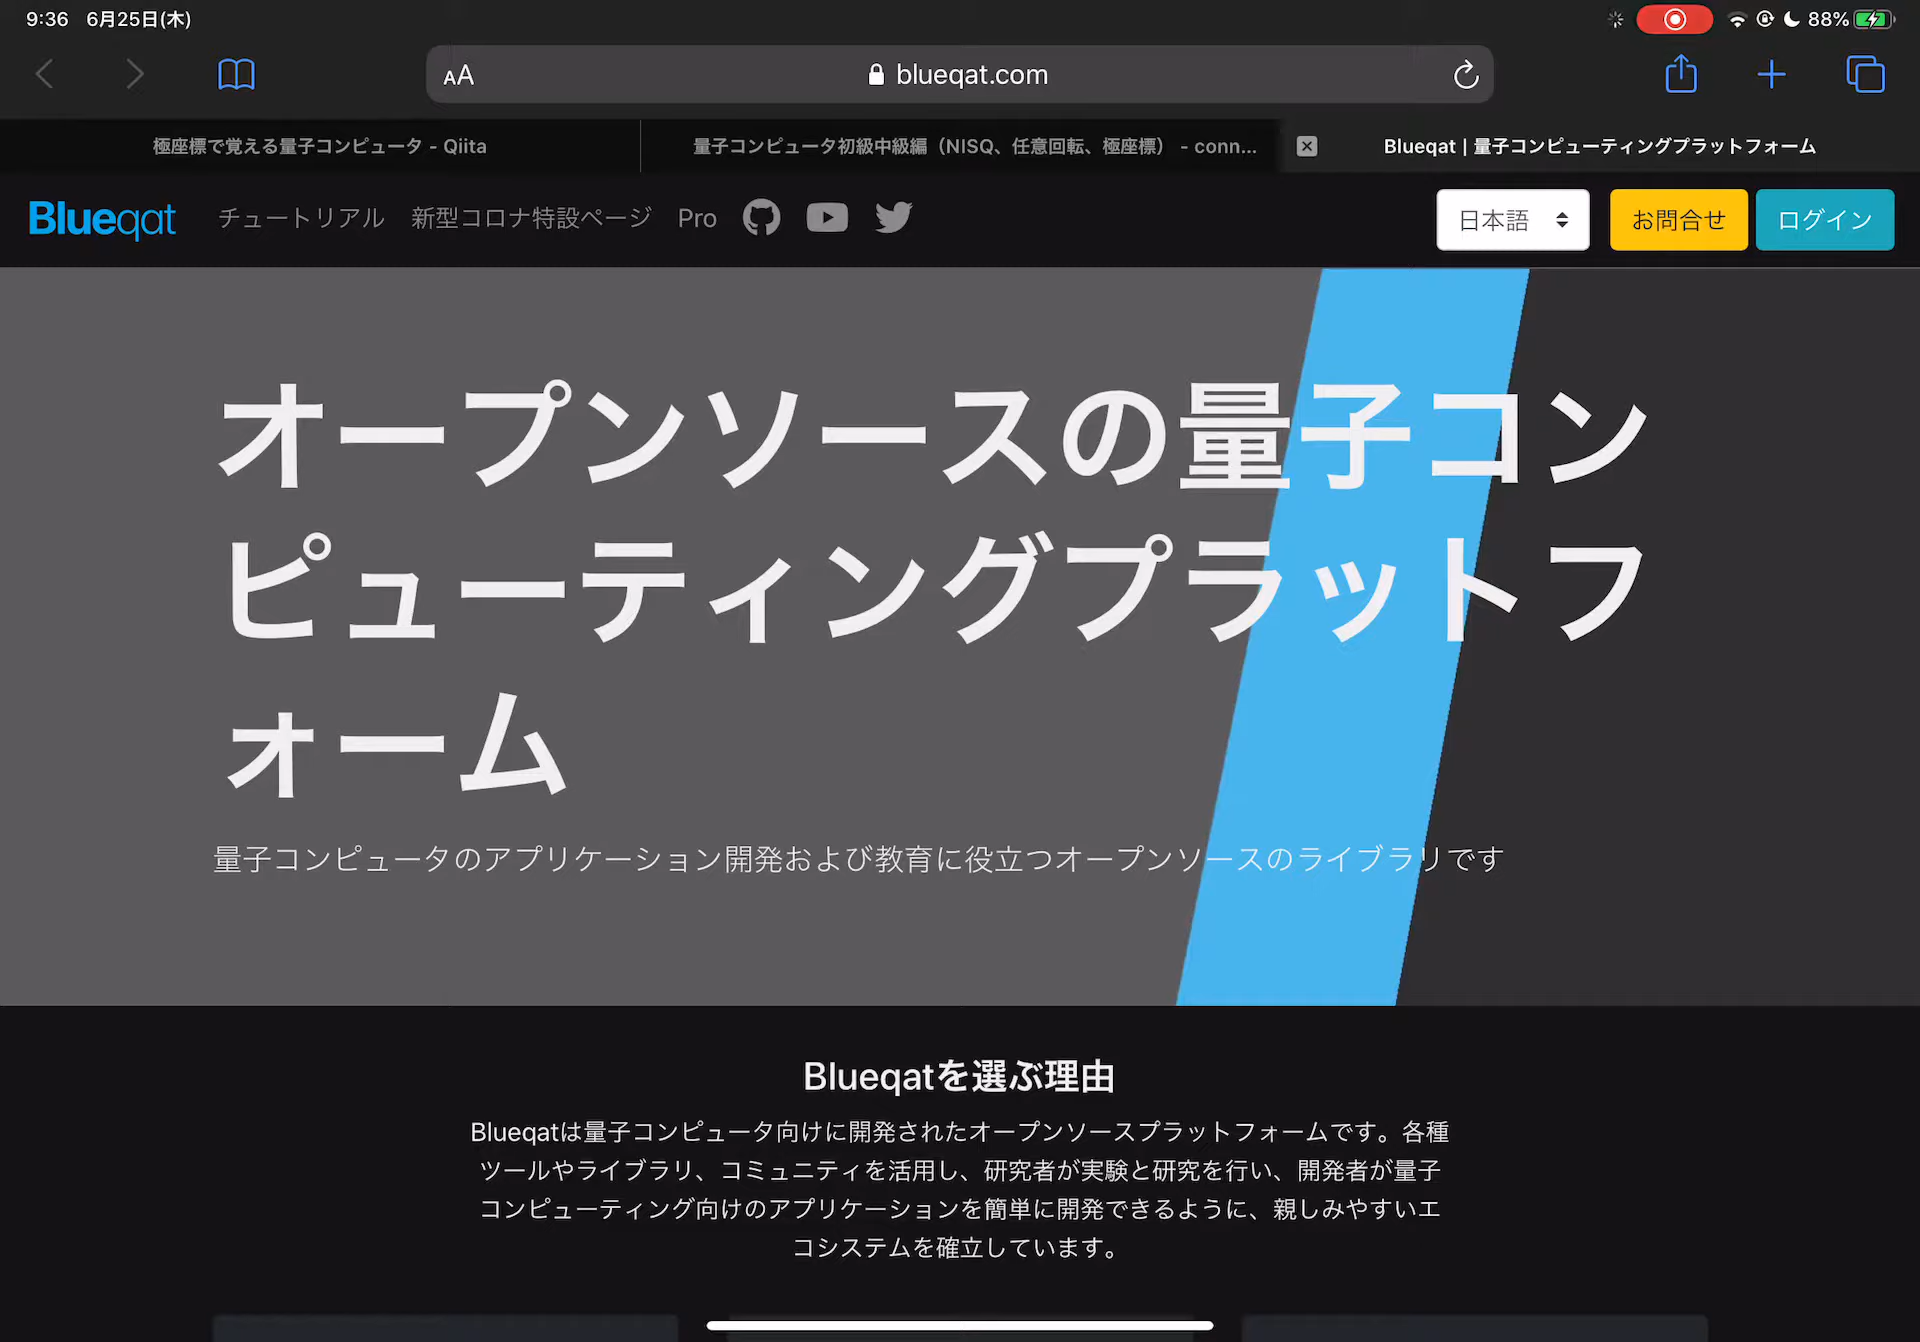 9:36 6月25日(木)
88%
AA
blueqat.com
極座標で覚える量子コンピュータ - Qiita
量子コンピュータ初級中級編（NISQ、任意回転、極座標） - conn...
Blueqat | 量子コンピューティングプラットフォーム
Blueqat チュートリアル 新型コロナ特設ページ Pro
日本語
お問合せ
ログイン
オープンソースの量子コン
ピューティングプラットフ
ォーム
量子コンピュータのアプリケーション開発および教育に役立つオープンソースのライブラリです
Blueqatを選ぶ理由
Blueqatは量子コンピュータ向けに開発されたオープンソースプラットフォームです。各種
ツールやライブラリ、コミュニティを活用し、研究者が実験と研究を行い、開発者が量子
コンピューティング向けのアプリケーションを簡単に開発できるように、親しみやすいエ
コシステムを確立しています。